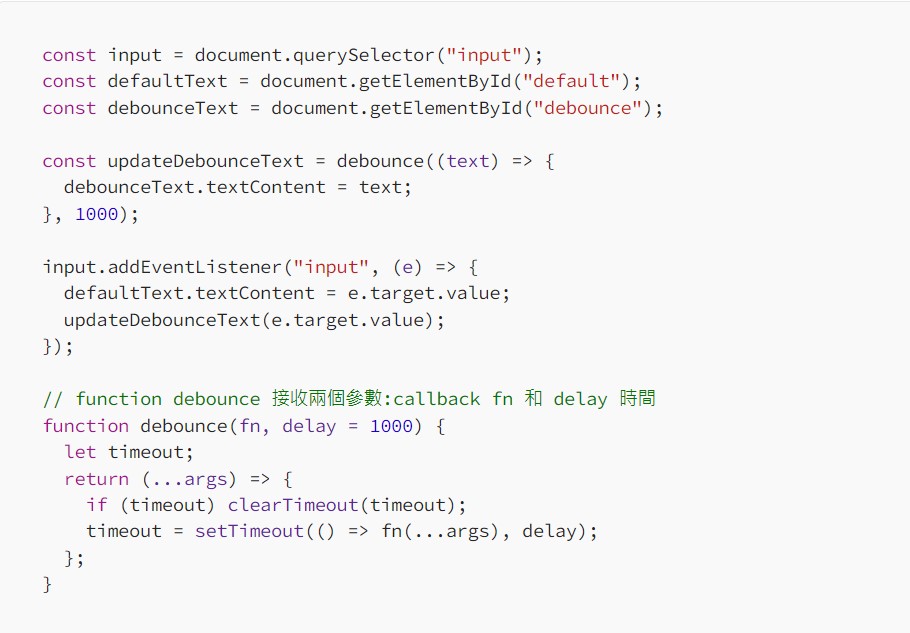 const input = document.querySelector("input");
const defaultText = document.getElementById("default");
const debounceText = document.getElementById("debounce");
const updateDebounceText = debounce((text) => {
  debounceText.textContent = text;
}, 1000);
input.addEventListener("input", (e) => {
  defaultText.textContent = e.target.value;
  updateDebounceText(e.target.value);
});
// function debounce 接收兩個參數:callback fn 和 delay 時間
function debounce(fn, delay = 1000) {
  let timeout;
  return (...args) => {
    if (timeout) clearTimeout(timeout);
    timeout = setTimeout(() => fn(...args), delay);
  };
}